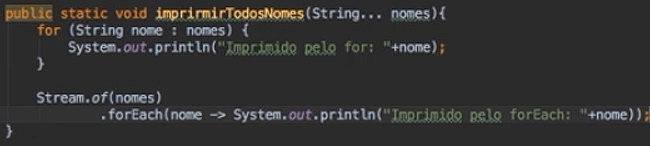 public static void imprirmirTodosNomes(String... nomes){
for (String nome : nomes) {
System.out.println("Imprimido pelo for: "+nome);
}
Stream.of(nomes)
.forEach(nome -> System.out.println("Imprimido pelo forEach: "+nome));
}